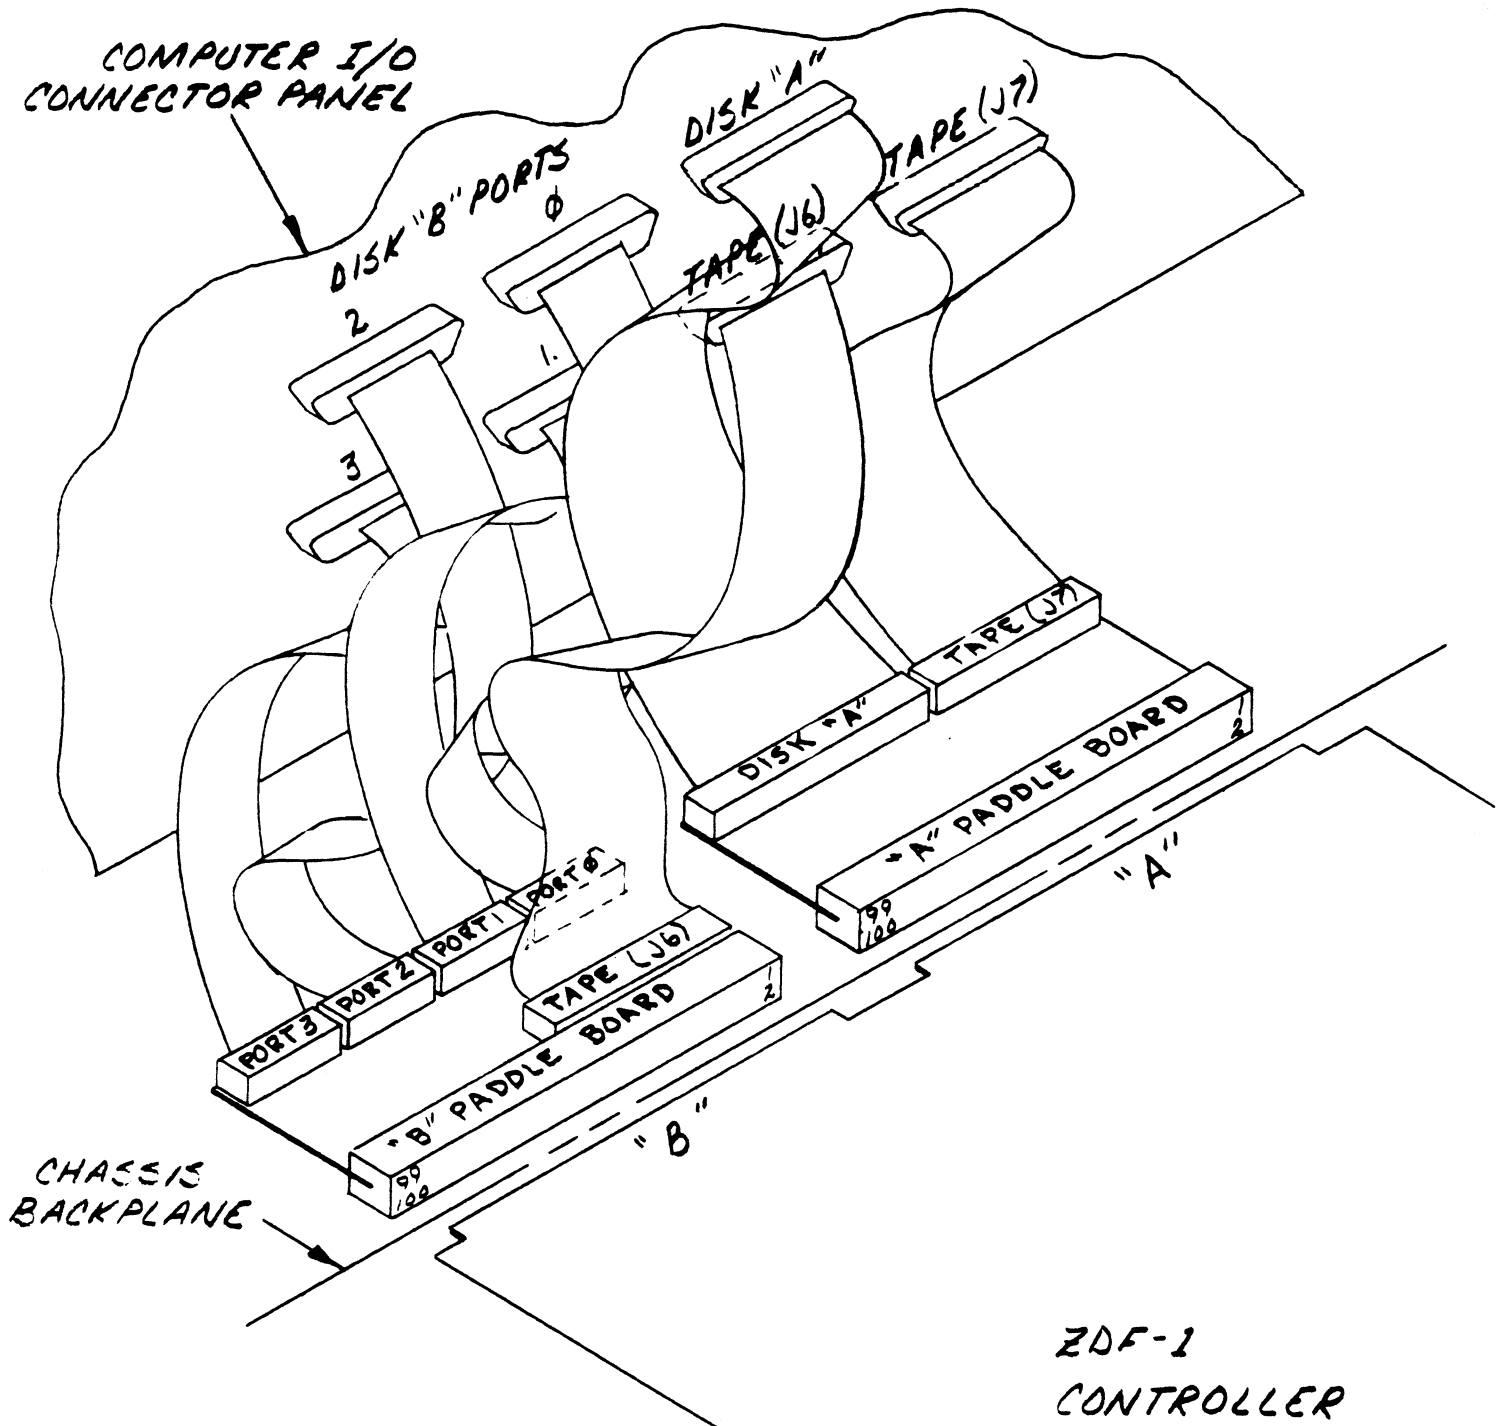 COMPUTER I/O
CONNECTOR PANEL
DISK "A"
TAPE (J7)
DISK "B" PORTS
0
TAPE (J6)
2
1.
3
TAPE (J7)
DISK "A"
"A" PADDLE BOARD
1
2
99
100
"A"
PORT 0
PORT 1
PORT 2
PORT 3
TAPE (J6)
"B" PADDLE BOARD
1
2
99
100
"B"
CHASSIS
BACKPLANE
ZDF-1
CONTROLLER